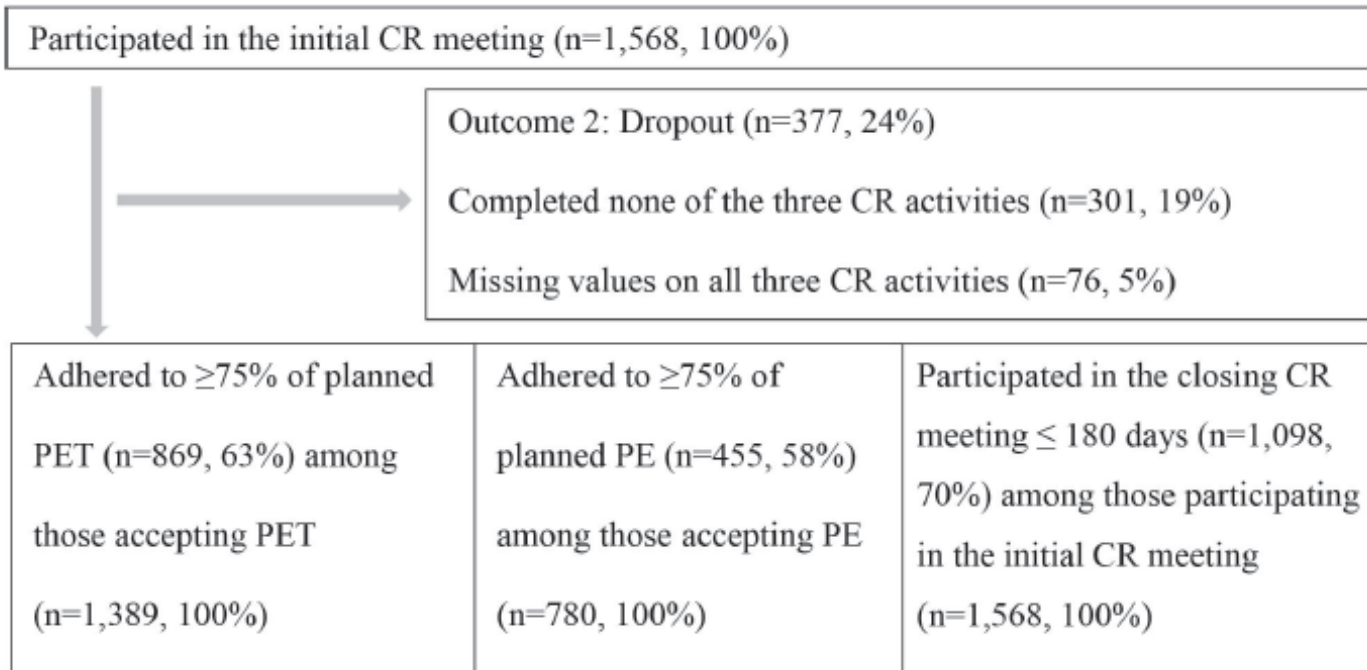 Participated in the initial CR meeting (n=1,568, 100%)
Outcome 2: Dropout (n=377, 24%)
Completed none of the three CR activities (n=301, 19%)
Missing values on all three CR activities (n=76, 5%)
Adhered to ≥75% of planned
PET (n=869, 63%) among
those accepting PET
(n=1,389, 100%)
Adhered to ≥75% of
planned PE (n=455, 58%)
among those accepting PE
(n=780, 100%)
Participated in the closing CR
meeting ≤ 180 days (n=1,098,
70%) among those participating
in the initial CR meeting
(n=1,568, 100%)